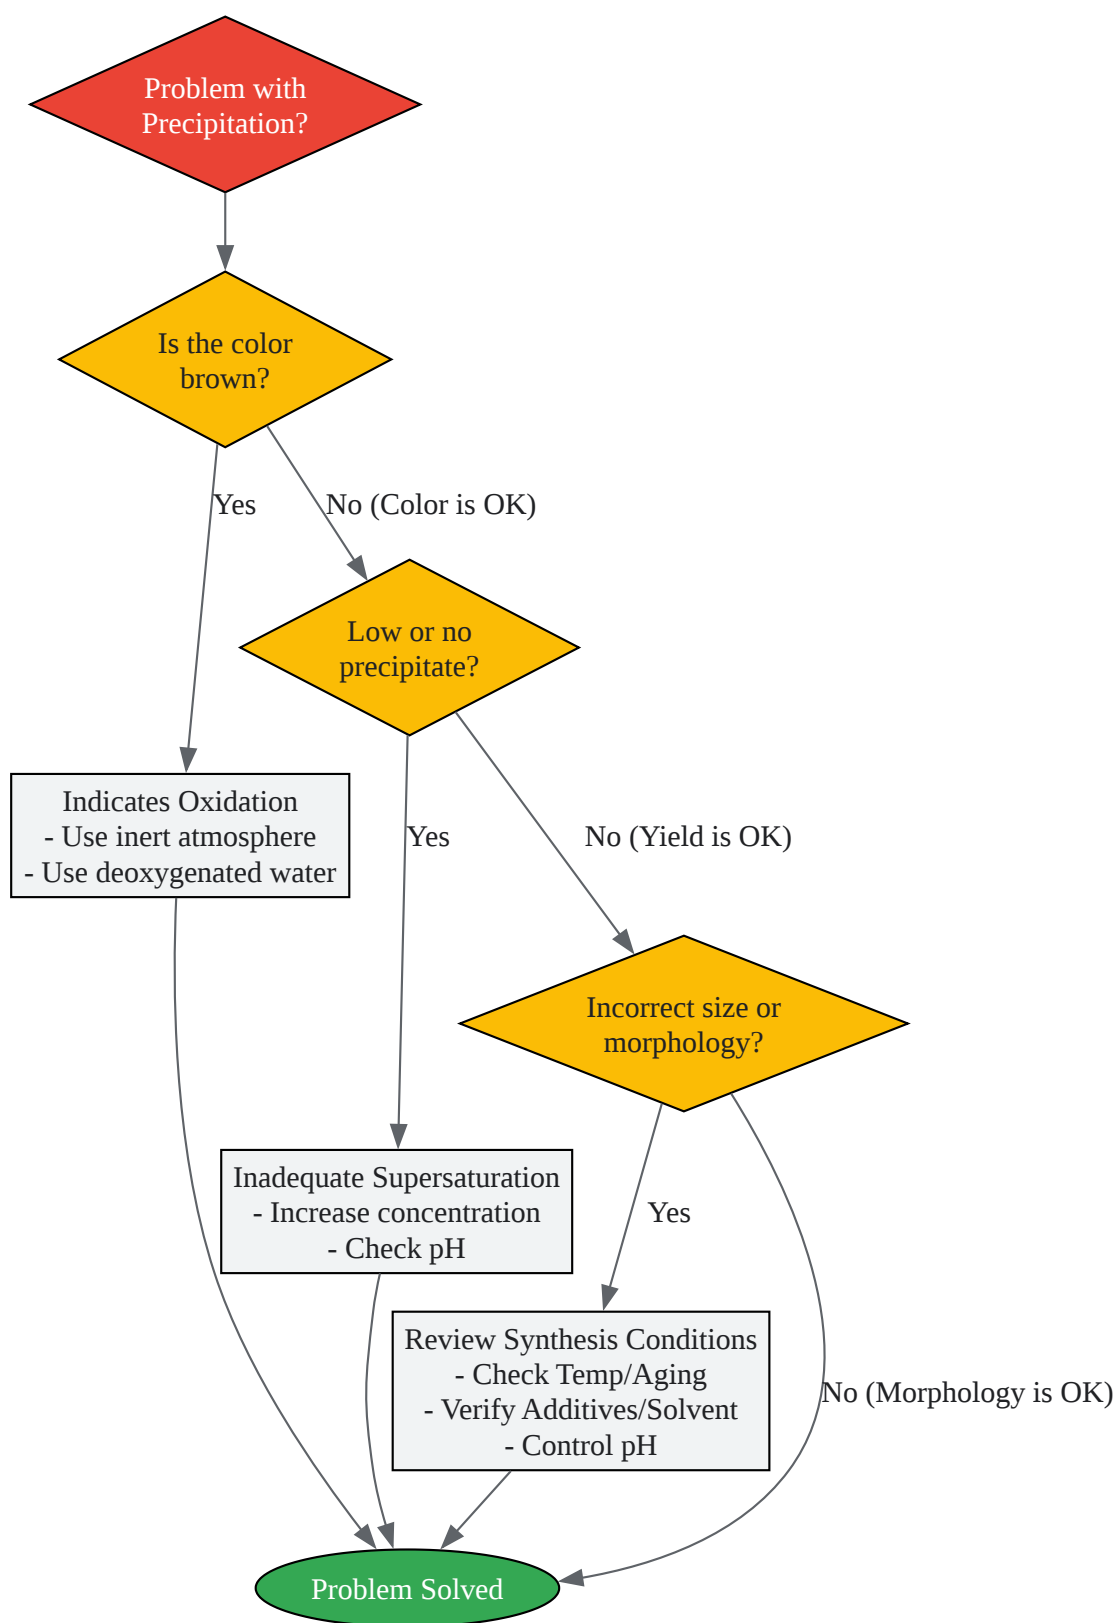 Problem with
Precipitation?
Is the color
brown?
Yes
No (Color is OK)
Low or no
precipitate?
Indicates Oxidation
- Use inert atmosphere
- Use deoxygenated water
Yes
No (Yield is OK)
Incorrect size or
morphology?
Inadequate Supersaturation
- Increase concentration
- Check pH
Yes
Review Synthesis Conditions
- Check Temp/Aging
- Verify Additives/Solvent
- Control pH
No (Morphology is OK)
Problem Solved